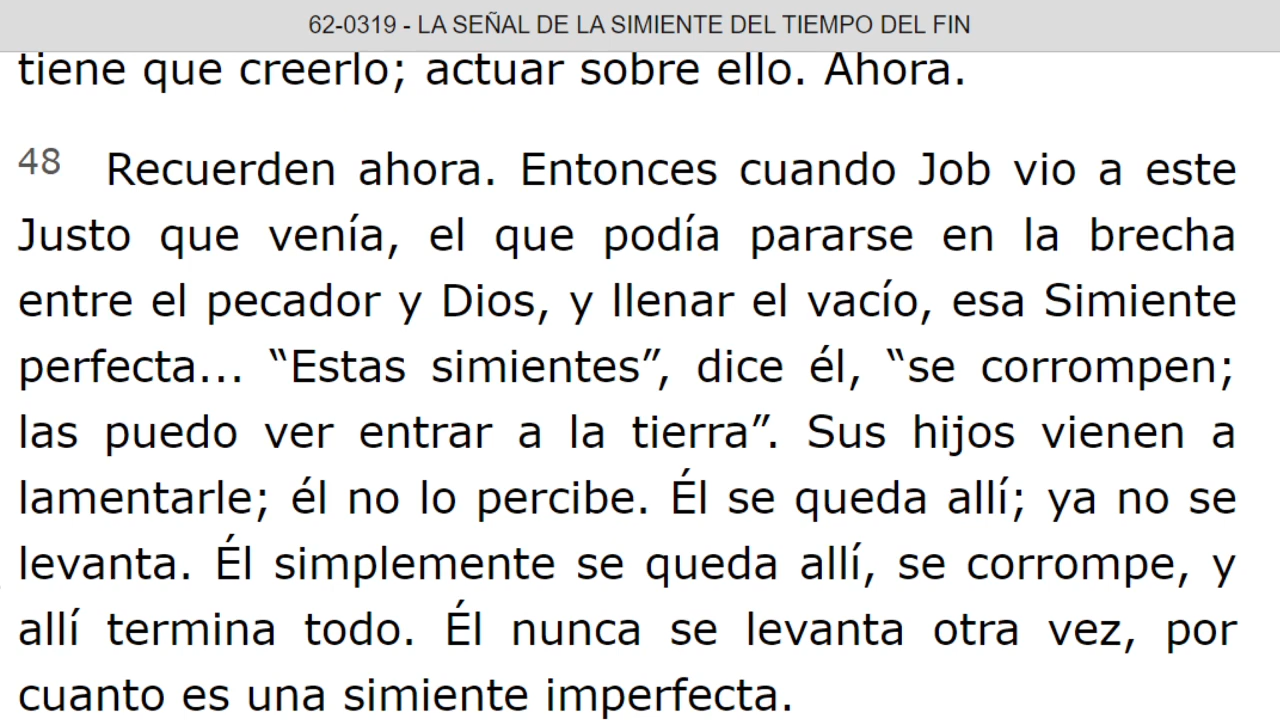 62-0319 - LA SEÑAL DE LA SIMIENTE DEL TIEMPO DEL FIN
tiene que creerlo; actuar sobre ello. Ahora.
48 Recuerden ahora. Entonces cuando Job vio a este
Justo que venía, el que podía pararse en la brecha
entre el pecador y Dios, y llenar el vacío, esa Simiente
perfecta... “Estas simientes”, dice él, “se corrompen;
las puedo ver entrar a la tierra”. Sus hijos vienen a
lamentarle; él no lo percibe. Él se queda allí; ya no se
levanta. Él simplemente se queda allí, se corrompe, y
allí termina todo. Él nunca se levanta otra vez, por
cuanto es una simiente imperfecta.